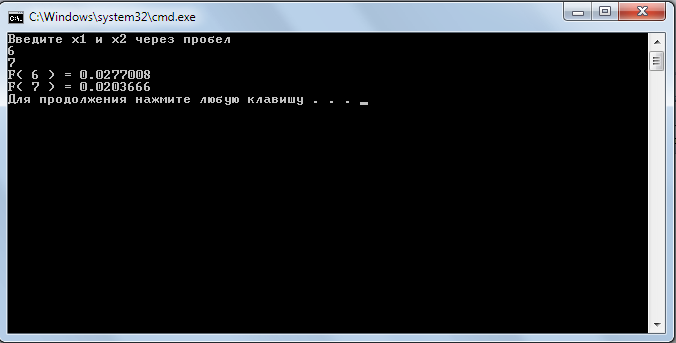 C:\Windows\system32\cmd.exe
Введите x1 и x2 через пробел
6
7
F( 6 ) = 0.0277008
F( 7 ) = 0.0203666
Для продолжения нажмите любую клавишу . . . _